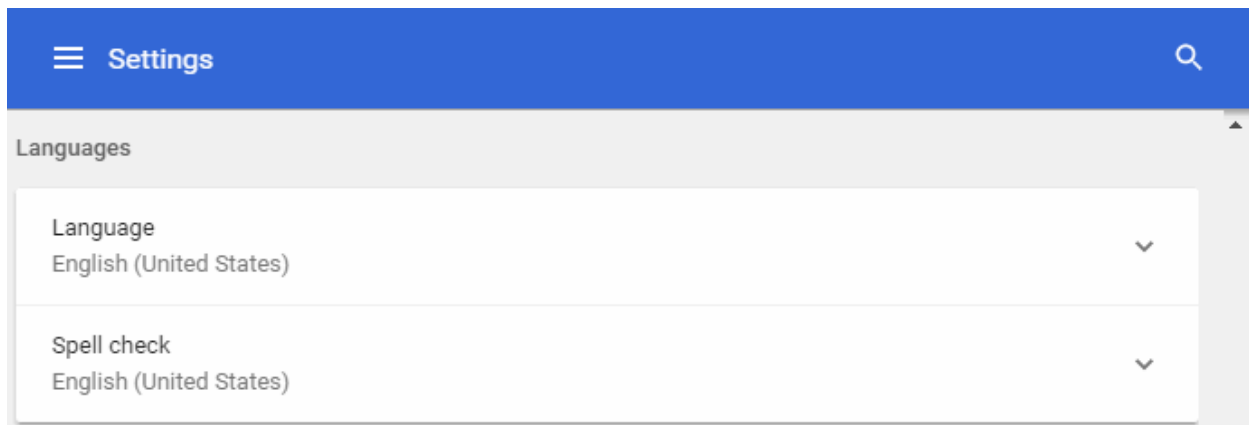 Settings
Languages
Language
English (United States)
Spell check
English (United States)